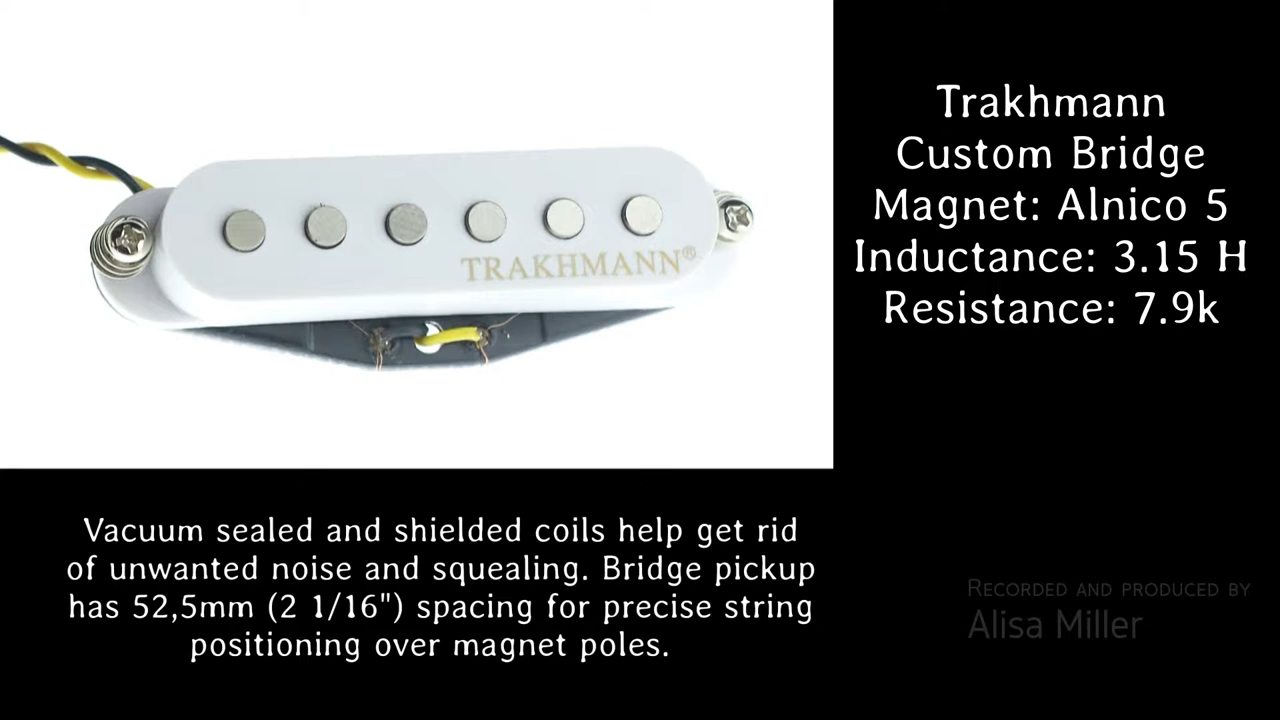 TRAKHMANN®
Trakhmann
Custom Bridge
Magnet: Alnico 5
Inductance: 3.15 H
Resistance: 7.9k
Vacuum sealed and shielded coils help get rid
of unwanted noise and squealing. Bridge pickup
has 52,5mm (2 1/16") spacing for precise string
positioning over magnet poles.
Recorded and produced by
Alisa Miller